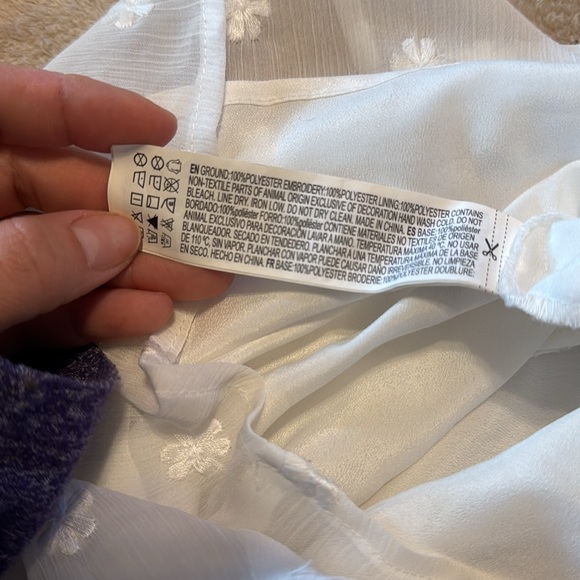 EN GROUND:100%POLYESTER EMBROIDERY:100%POLYESTER LINING:100%POLYESTER CONTAINS
NON-TEXTILE PARTS OF ANIMAL ORIGIN EXCLUSIVE OF DECORATION HAND WASH COLD. DO NOT
BLEACH. LINE DRY. IRON LOW. DO NOT DRY CLEAN. MADE IN CHINA. ES BASE: 100%poliéster
BORDADO:100%poliéster FORRO:100%poliéster CONTIENE MATERIALES NO TEXTILES DE ORIGEN
ANIMAL EXCLUSIVO PARA DECORACIÓN. LAVAR A MANO, TEMPERATURA MÁXIMA 40 °C. NO USAR
BLANQUEADOR. SECADO EN TENDEDERO. PLANCHAR A UNA TEMPERATURA MÁXIMA DE LA BASE
DE 110 °C, SIN VAPOR. PLANCHAR CON VAPOR PUEDE CAUSAR DAÑO IRREVERSIBLE. NO LIMPIEZA
EN SECO. HECHO EN CHINA. FR BASE: 100%POLYESTER BRODERIE: 100%POLYESTER DOUBLURE: